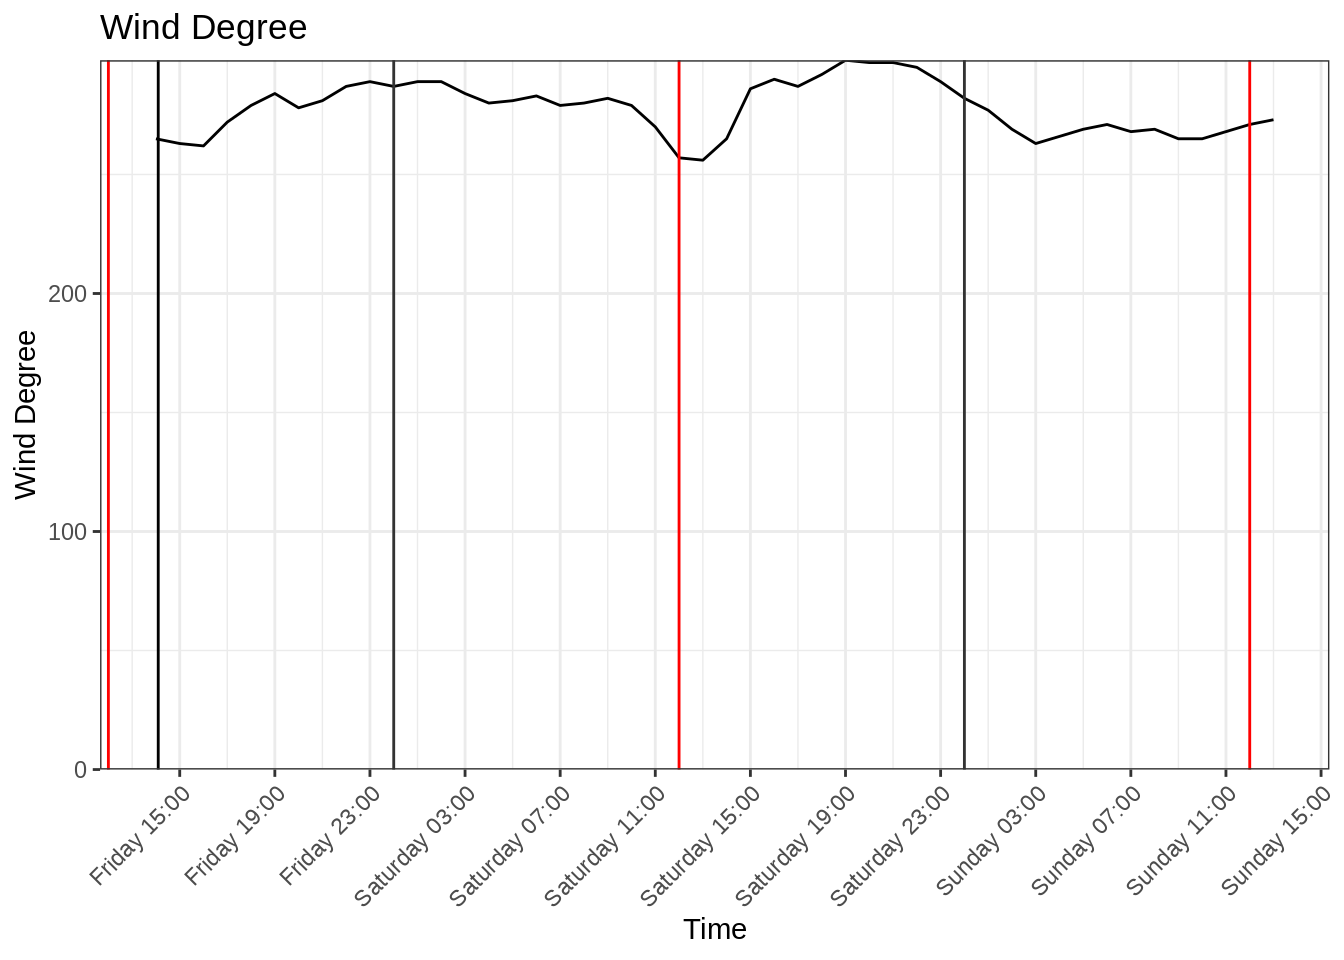 Wind Degree
Wind Degree
200
100
0
Friday 15:00
Friday 19:00
Friday 23:00
Saturday 03:00
Saturday 07:00
Saturday 11:00
Saturday 15:00
Saturday 19:00
Saturday 23:00
Sunday 03:00
Sunday 07:00
Sunday 11:00
Sunday 15:00
Time